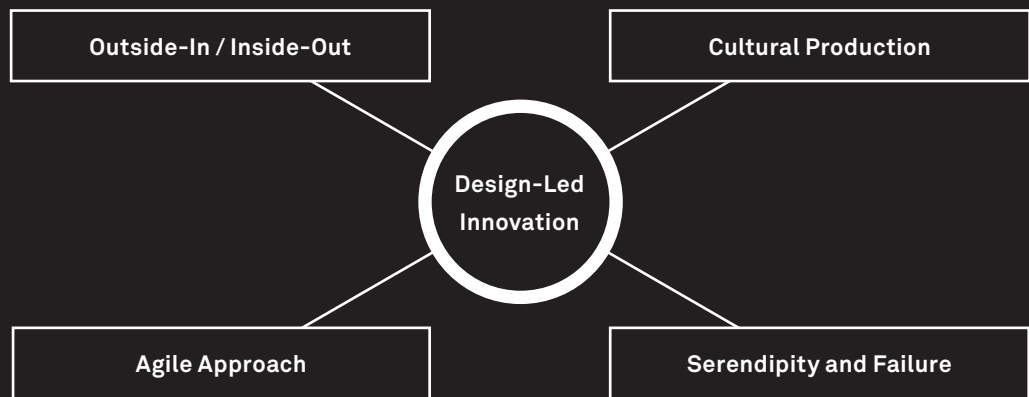 Outside-In / Inside-Out
Cultural Production
Design-Led
Innovation
Agile Approach
Serendipity and Failure